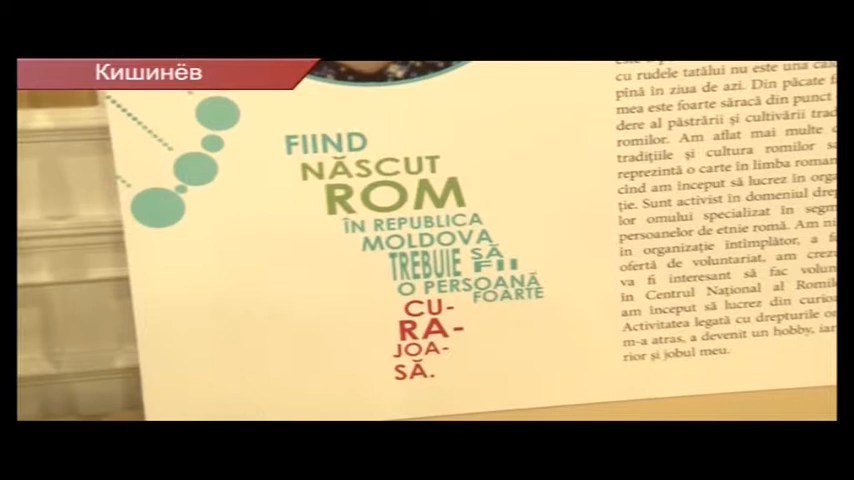 Кишинёв
FIIND
NĂSCUT
ROM
ÎN REPUBLICA
MOLDOVA
TREBUIE SĂ FII
O PERSOANĂ
FOARTE
CU-
RA-
JOA-
SĂ.
cu rudele tatălui nu este una
pînă în ziua de azi. Din păcate
mea este foarte săracă din punct
dere al păstrării și cultivării
romilor. Am aflat mai multe
tradițiile și cultura romilor
reprezintă o carte în limba
cînd am început să lucrez în
ție. Sunt activist în domeniul
lor omului specializat în
persoanelor de etnie romă. Am
în organizație întîmplător, a
ofertă de voluntariat, am
va fi interesant să fac
în Centrul Național al
am început să lucrez din
Activitatea legată cu drepturile
m-a atras, a devenit un hobby, iar
rior și jobul meu.